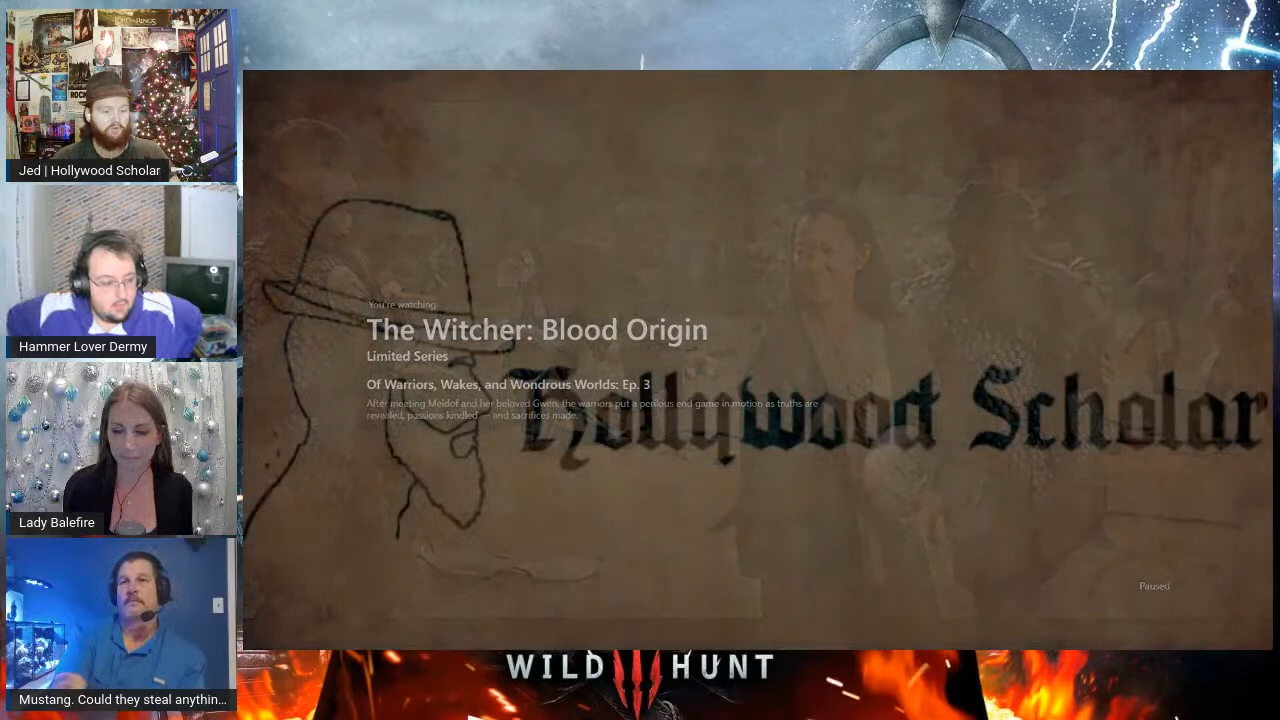 Jed | Hollywood Scholar
Hammer Lover Dermy
Lady Balefire
Mustang. Could they steal anythin...
You're watching
The Witcher: Blood Origin
Limited Series
Of Warriors, Wakes, and Wondrous Worlds: Ep. 3
After meeting Meldof and her beloved Gwen, the warriors put a perilous end game in motion as truths are
revealed, passions kindled — and sacrifices made.
Hollywood Scholar
Paused
WILD HUNT